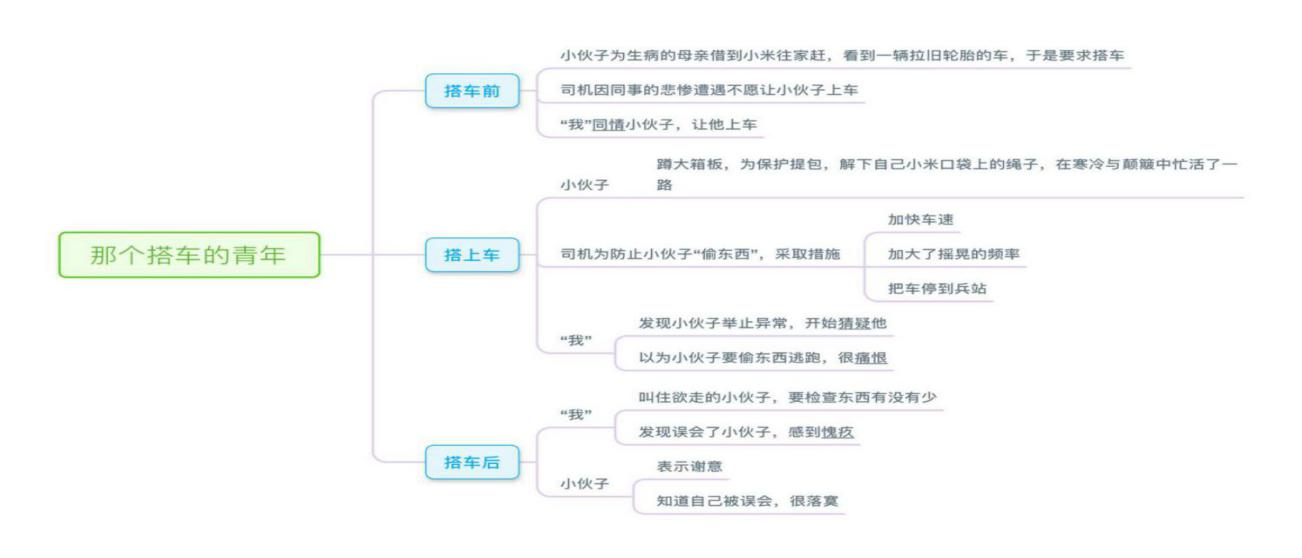 那个搭车的青年
搭车前
小伙子为生病的母亲借到小米往家赶，看到一辆拉旧轮胎的车，于是要求搭车
司机因同事的悲惨遭遇不愿让小伙子上车
“我”同情小伙子，让他上车
搭上车
小伙子
蹲大箱板，为保护提包，解下自己小米口袋上的绳子，在寒冷与颠簸中忙活了一
路
司机为防止小伙子“偷东西”，采取措施
加快车速
加大了摇晃的频率
把车停到兵站
“我”
发现小伙子举止异常，开始猜疑他
以为小伙子要偷东西逃跑，很痛恨
搭车后
“我”
叫住欲走的小伙子，要检查东西有没有少
发现误会了小伙子，感到愧疚
小伙子
表示谢意
知道自己被误会，很落寞